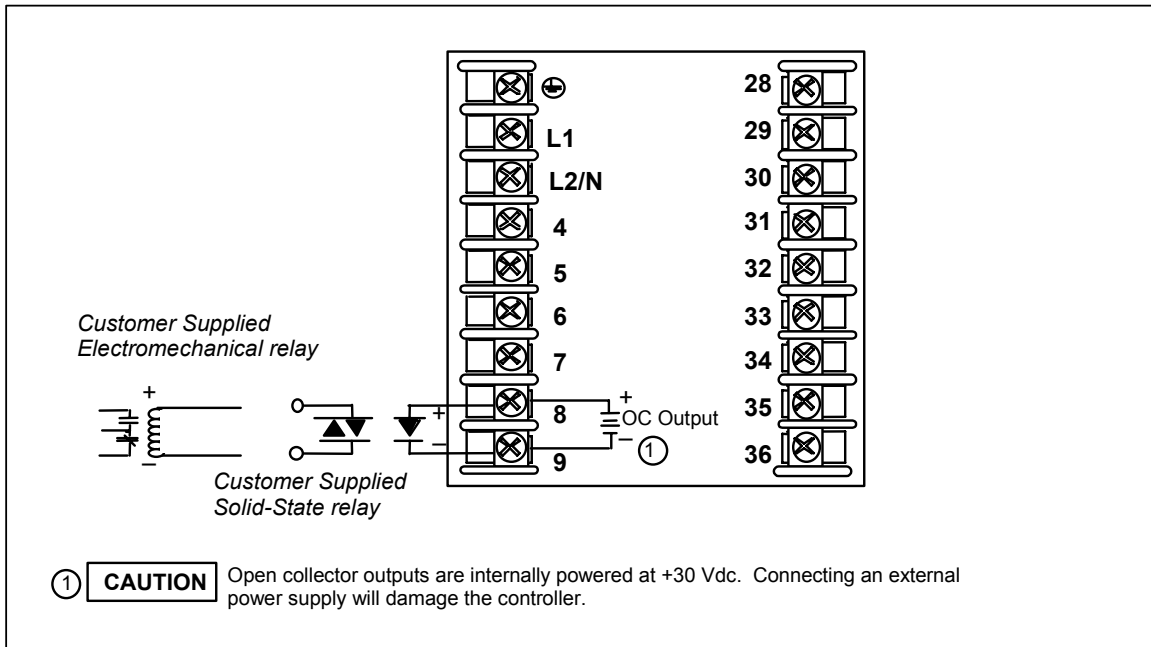 28
L1
29
L2/N
30
4
31
5
32
6
33
Customer Supplied
Electromechanical relay
7
34
+
+
+
8
OC Output
35
–
–
–
1
9
36
Customer Supplied
Solid-State relay
1 CAUTION Open collector outputs are internally powered at +30 Vdc. Connecting an external
power supply will damage the controller.